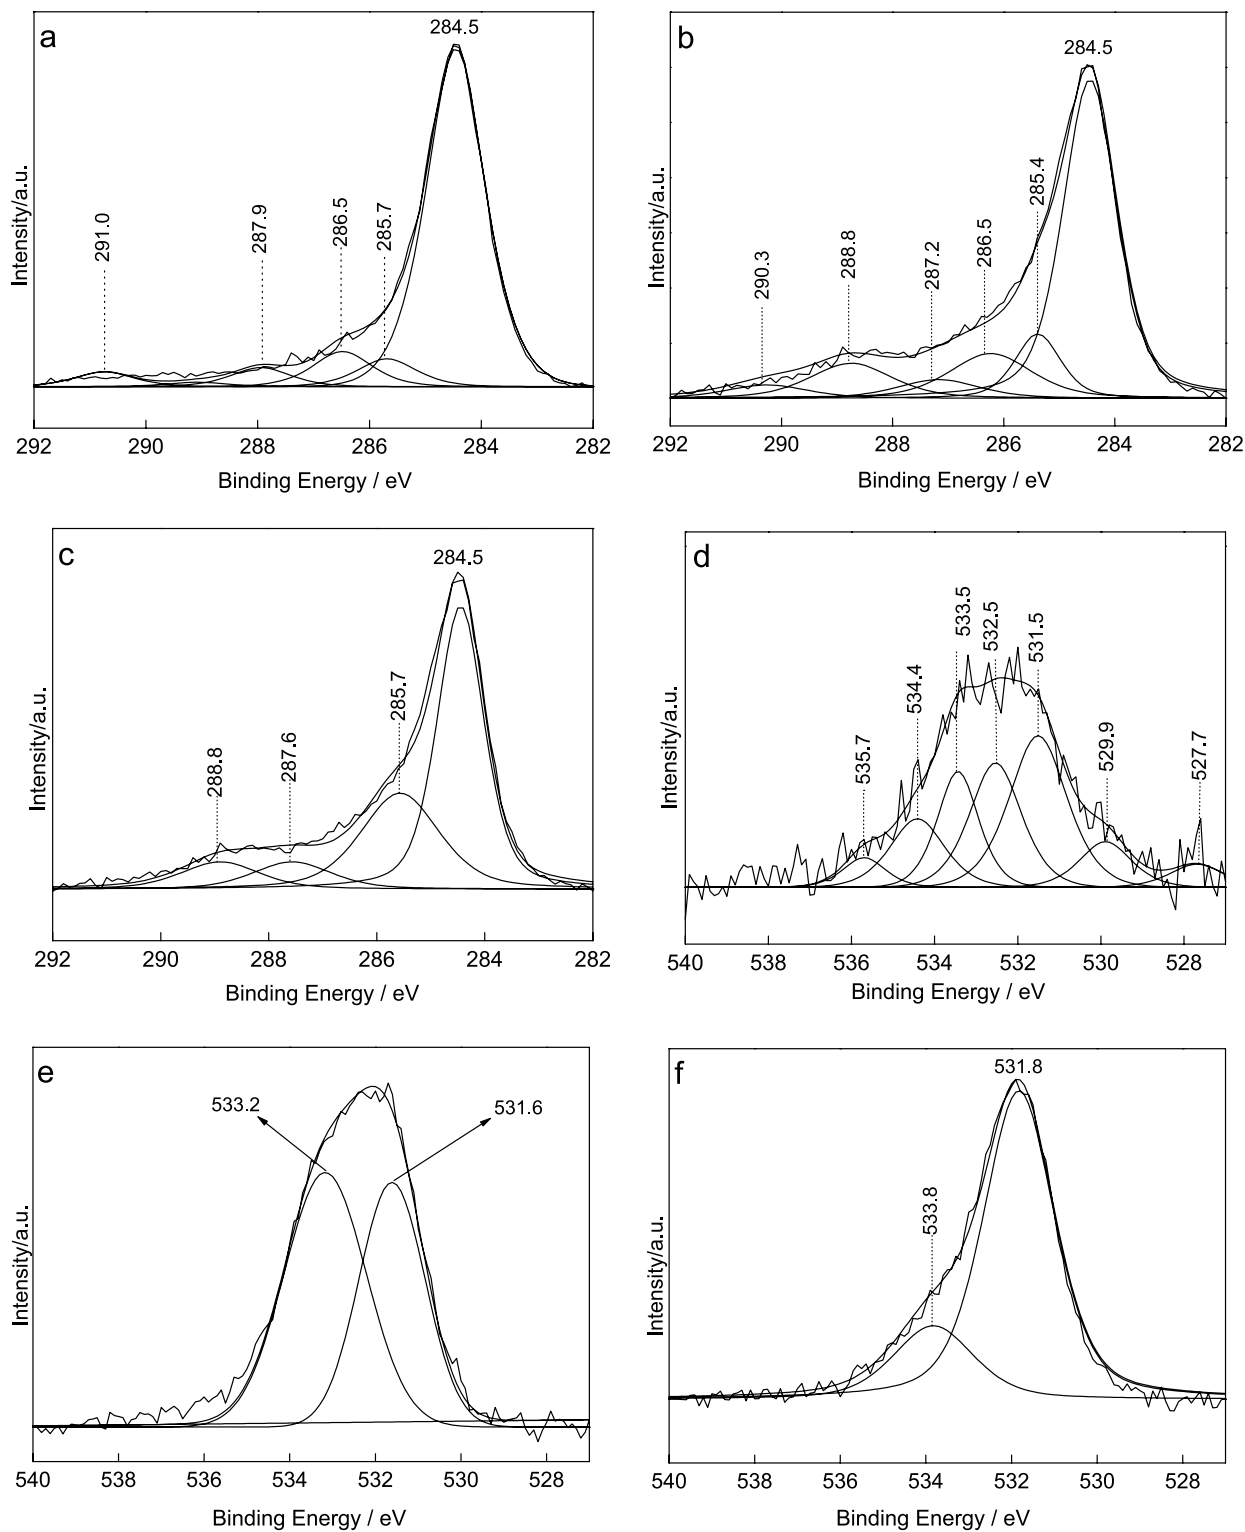 a
284.5
291.0
287.9
286.5
285.7
Intensity/a.u.
292 290 288 286 284 282
Binding Energy / eV
b
284.5
290.3
288.8
287.2
286.5
285.4
Intensity/a.u.
292 290 288 286 284 282
Binding Energy / eV
c
284.5
288.8
287.6
285.7
Intensity/a.u.
292 290 288 286 284 282
Binding Energy / eV
d
535.7
534.4
533.5
532.5
531.5
529.9
527.7
Intensity/a.u.
540 538 536 534 532 530 528
Binding Energy / eV
e
533.2
531.6
Intensity/a.u.
540 538 536 534 532 530 528
Binding Energy / eV
f
531.8
533.8
Intensity/a.u.
540 538 536 534 532 530 528
Binding Energy / eV